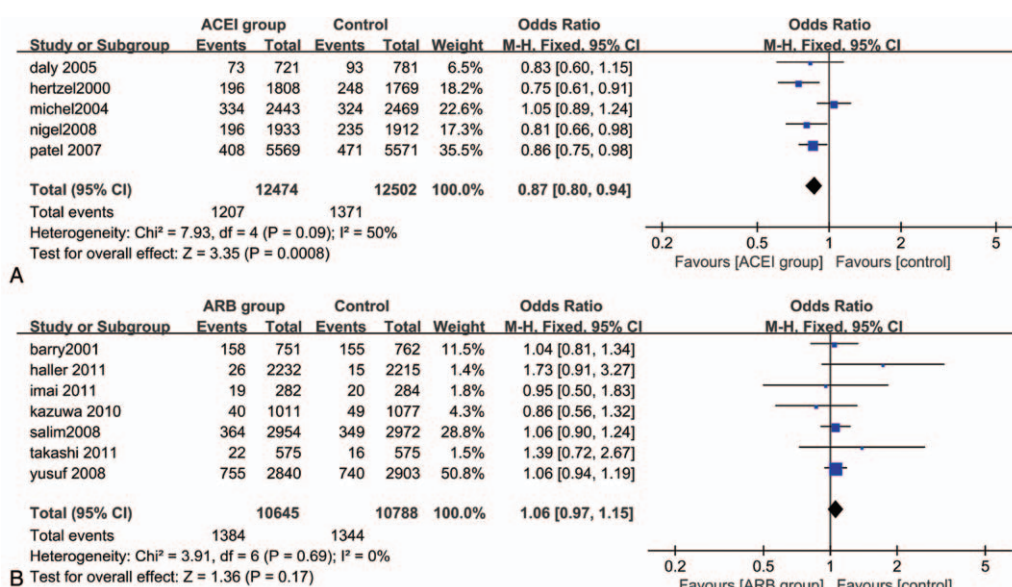 ACEI group Control Odds Ratio Odds Ratio
Study or Subgroup Events Total Events Total Weight M-H. Fixed. 95% CI M-H. Fixed. 95% CI
daly 2005 73 721 93 781 6.5% 0.83 [0.60, 1.15]
hertzel2000 196 1808 248 1769 18.2% 0.75 [0.61, 0.91]
michel2004 334 2443 324 2469 22.6% 1.05 [0.89, 1.24]
nigel2008 196 1933 235 1912 17.3% 0.81 [0.66, 0.98]
patel 2007 408 5569 471 5571 35.5% 0.86 [0.75, 0.98]
Total (95% CI) 12474 12502 100.0% 0.87 [0.80, 0.94]
Total events 1207 1371
Heterogeneity: Chi² = 7.93, df = 4 (P = 0.09); I² = 50%
Test for overall effect: Z = 3.35 (P = 0.0008)
0.2 0.5 1 2 5
Favours [ACEI group] Favours [control]
A
ARB group Control Odds Ratio Odds Ratio
Study or Subgroup Events Total Events Total Weight M-H. Fixed. 95% CI M-H. Fixed. 95% CI
barry2001 158 751 155 762 11.5% 1.04 [0.81, 1.34]
haller 2011 26 2232 15 2215 1.4% 1.73 [0.91, 3.27]
imai 2011 19 282 20 284 1.8% 0.95 [0.50, 1.83]
kazuwa 2010 40 1011 49 1077 4.3% 0.86 [0.56, 1.32]
salim2008 364 2954 349 2972 28.8% 1.06 [0.90, 1.24]
takashi 2011 22 575 16 575 1.5% 1.39 [0.72, 2.67]
yusuf 2008 755 2840 740 2903 50.8% 1.06 [0.94, 1.19]
Total (95% CI) 10645 10788 100.0% 1.06 [0.97, 1.15]
Total events 1384 1344
Heterogeneity: Chi² = 3.91, df = 6 (P = 0.69); I² = 0%
0.2 0.5 1 2 5
B Test for overall effect: Z = 1.36 (P = 0.17)
Favours [ARB group] Favours [control]